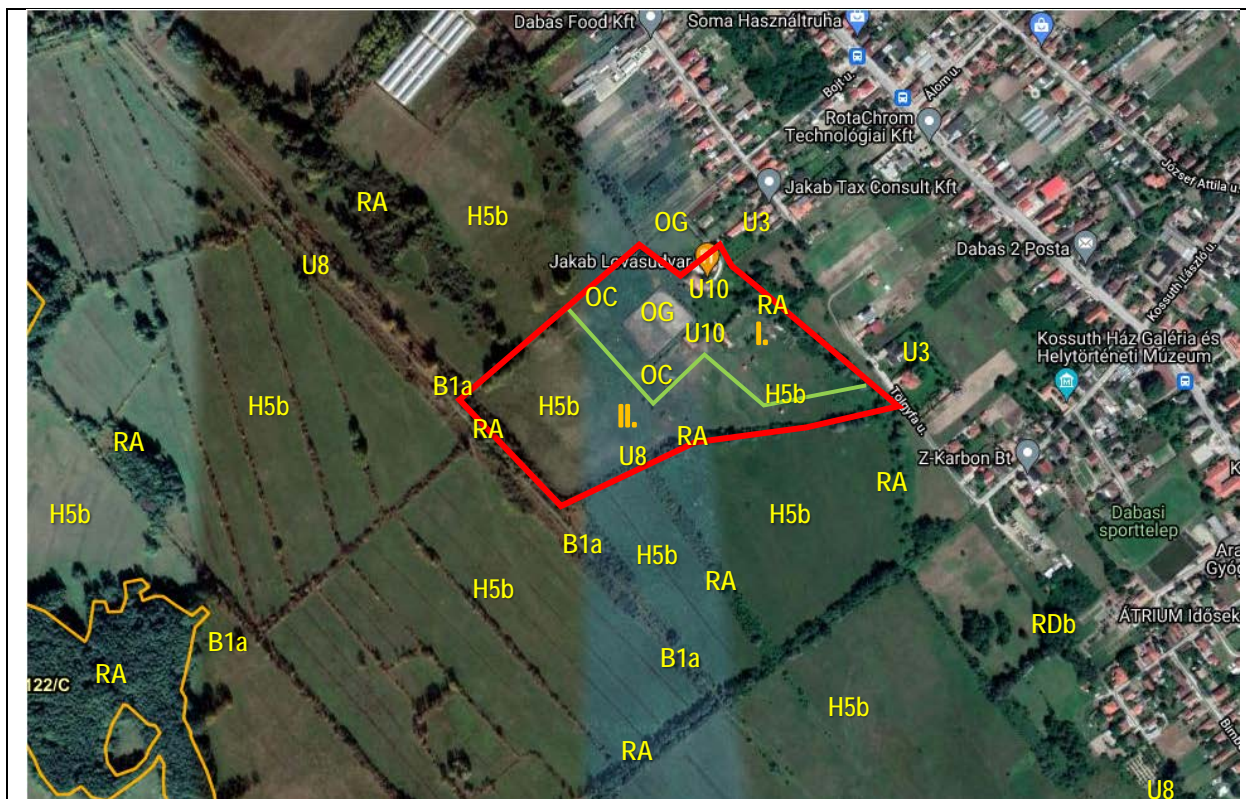 Dabas Food Kft
Soma Használtruha
Bojt u.
Álom u.
RotaChrom
Technológiai Kft
József Attila u.
Jakab Tax Consult Kft
RA
H5b
OG
U3
Dabas 2 Posta
Kossuth László u.
U8
Jakab Lovasudvar
U10
OC
OG
RA
U10
I.
Kossuth Ház Galéria és
Helytörténeti Múzeum
U3
B1a
OC
H5b
Tölgyfa u.
H5b
H5b
II.
RA
RA
U8
RA
Z-Karbon Bt
RA
H5b
H5b
Dabasi
sporttelep
B1a
H5b
H5b
RA
ÁTRIUM Idősek
RDb
B1a
B1a
RA
122/C
H5b
RA
U8